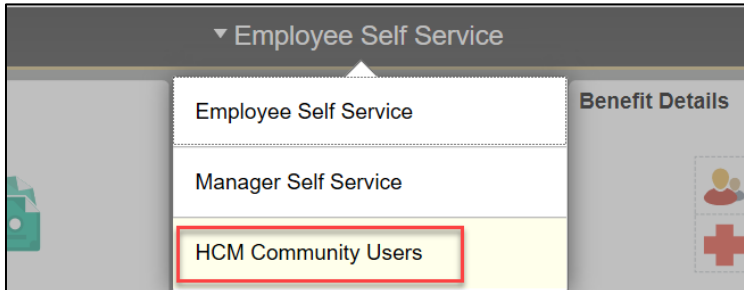 Employee Self Service
Employee Self Service
Benefit Details
Manager Self Service
HCM Community Users